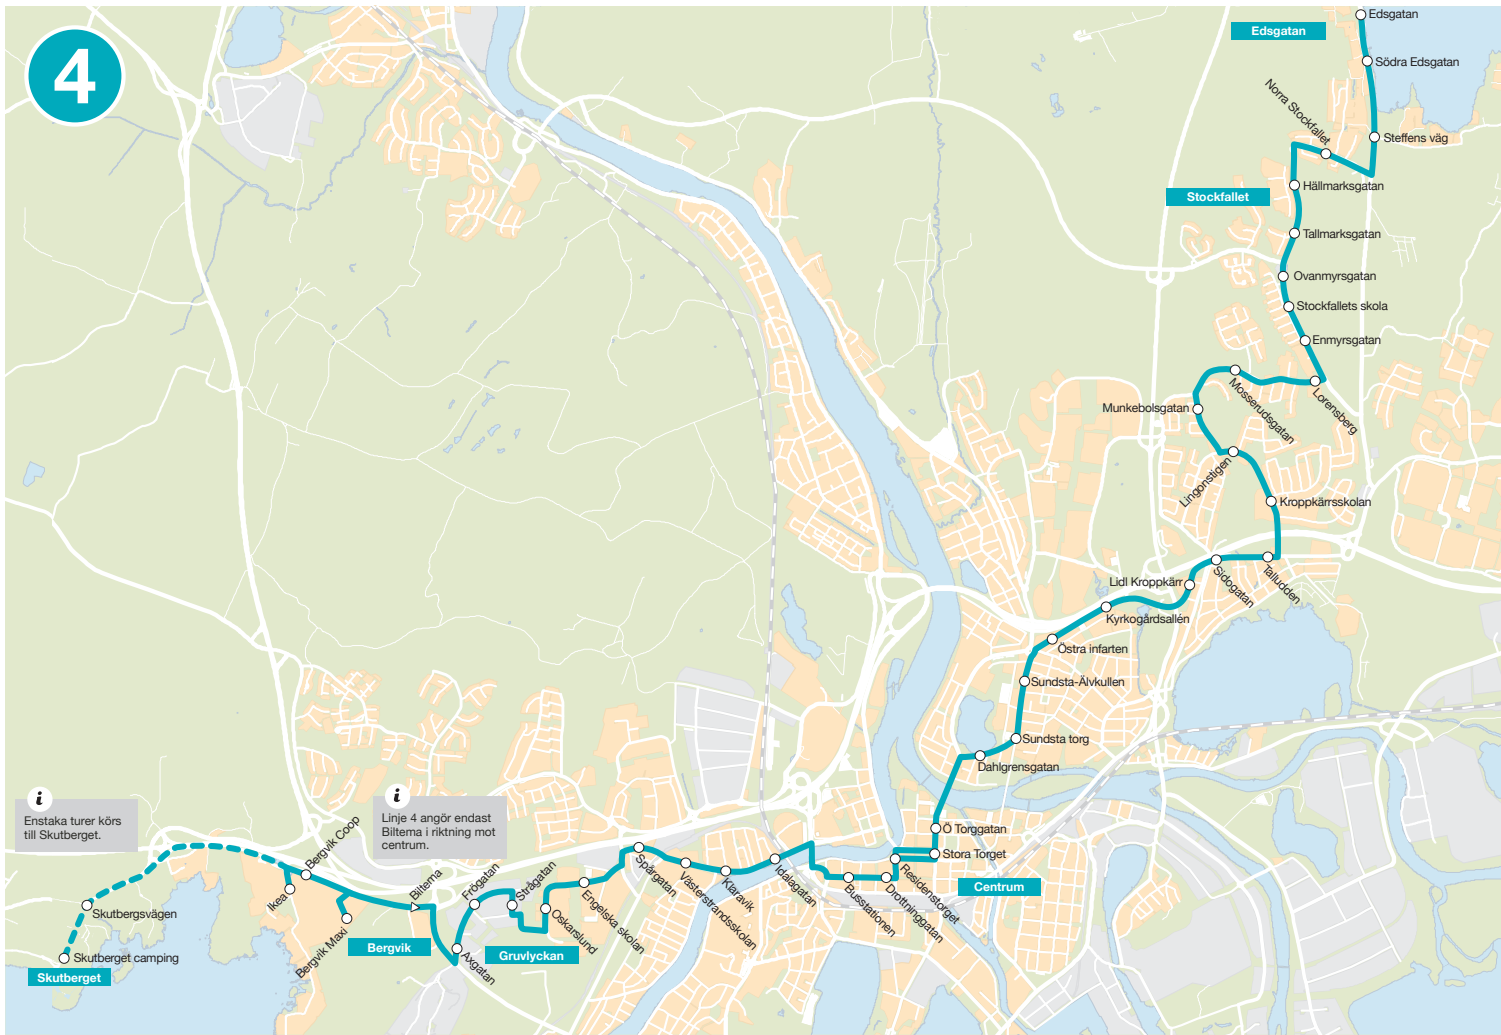 4
Edsgatan
Edsgatan
Södra Edsgatan
Norra Stockfallet
Steffens väg
Hällmarksgatan
Stockfallet
Tallmarksgatan
Ovanmyrsgatan
Stockfallets skola
Enmyrsgatan
Lorensberg
Mosserudsgatan
Munkebolsgatan
Lingonstigen
Kroppkärrsskolan
Talludden
Sidogatan
Lidl Kroppkärr
Kyrkogårdsallén
Östra infarten
Sundsta-Älvkullen
Sundsta torg
Dahlgrensgatan
Ö Torggatan
Stora Torget
Centrum
Residenstorget
Drottninggatan
Busstationen
Idalagatan
Klaravik
Västerstrandsskolan
Spårgatan
Engelska skolan
Oskarslund
Strågatan
Gruvlyckan
Frögatan
Axgatan
Biltema
i
Linje 4 angör endast
Biltema i riktning mot
centrum.
Bergvik
Bergvik Maxi
Bergvik Coop
Ikea
i
Enstaka turer körs
till Skutberget.
Skutbergsvägen
Skutberget camping
Skutberget